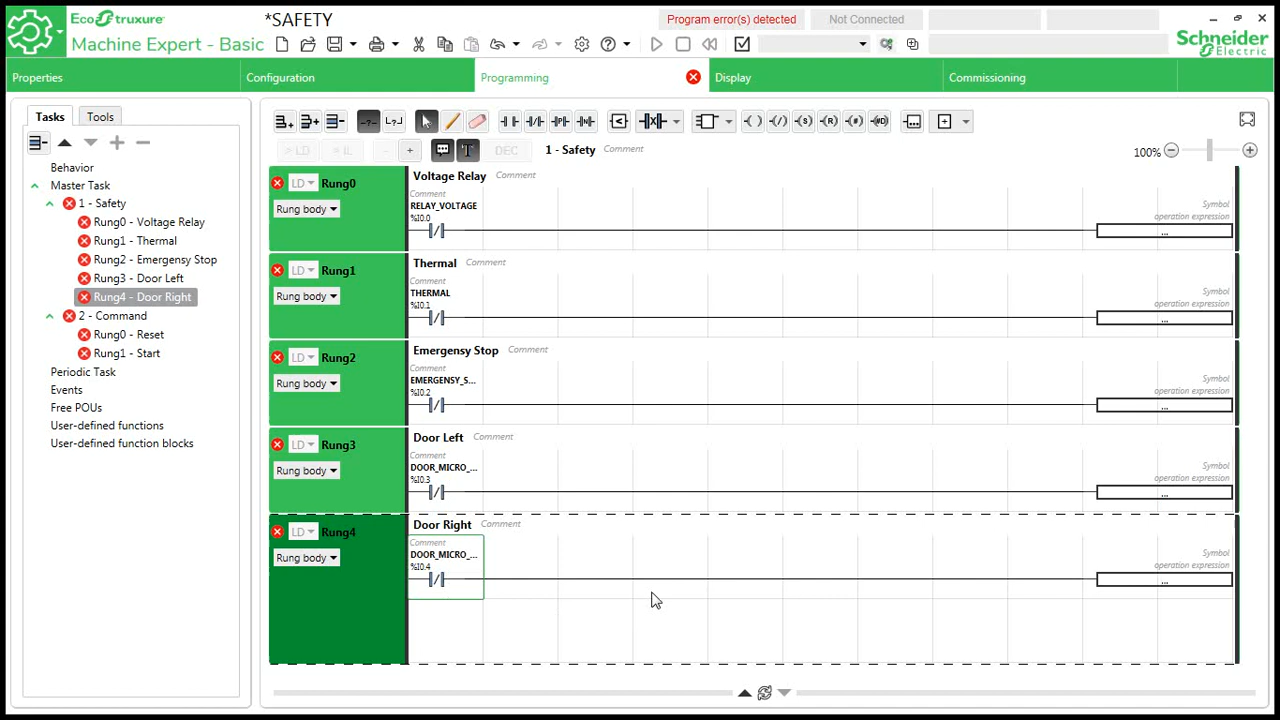 EcoStruxure
Machine Expert - Basic
*SAFETY
Program error(s) detected
Not Connected
Schneider
Electric
Properties
Configuration
Programming
Display
Commissioning
Tasks
Tools
Behavior
Master Task
1 - Safety
Rung0 - Voltage Relay
Rung1 - Thermal
Rung2 - Emergensy Stop
Rung3 - Door Left
Rung4 - Door Right
2 - Command
Rung0 - Reset
Rung1 - Start
Periodic Task
Events
Free POUs
User-defined functions
User-defined function blocks
> LD
> IL
DEC
1 - Safety Comment
100%
LD Rung0
Rung body
Voltage Relay Comment
Comment
RELAY_VOLTAGE
%I0.0
Symbol
operation expression
...
LD Rung1
Rung body
Thermal Comment
Comment
THERMAL
%I0.1
Symbol
operation expression
...
LD Rung2
Rung body
Emergensy Stop Comment
Comment
EMERGENSY_S...
%I0.2
Symbol
operation expression
...
LD Rung3
Rung body
Door Left Comment
Comment
DOOR_MICRO_...
%I0.3
Symbol
operation expression
...
LD Rung4
Rung body
Door Right Comment
Comment
DOOR_MICRO_...
%I0.4
Symbol
operation expression
...